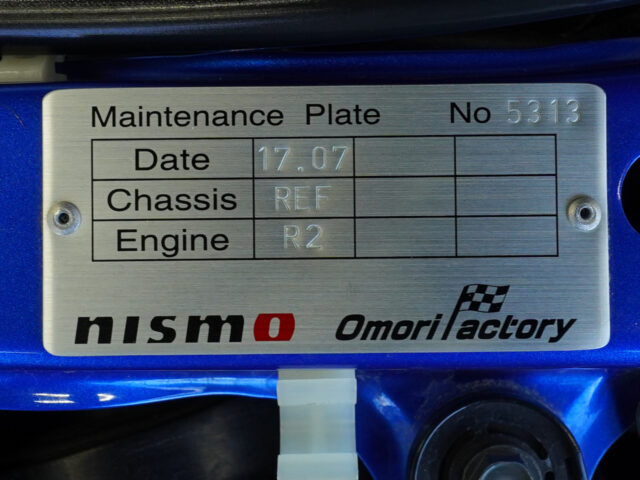 Maintenance Plate No 5313
Date 17.07
Chassis REF
Engine R2
nismo Omori Factory